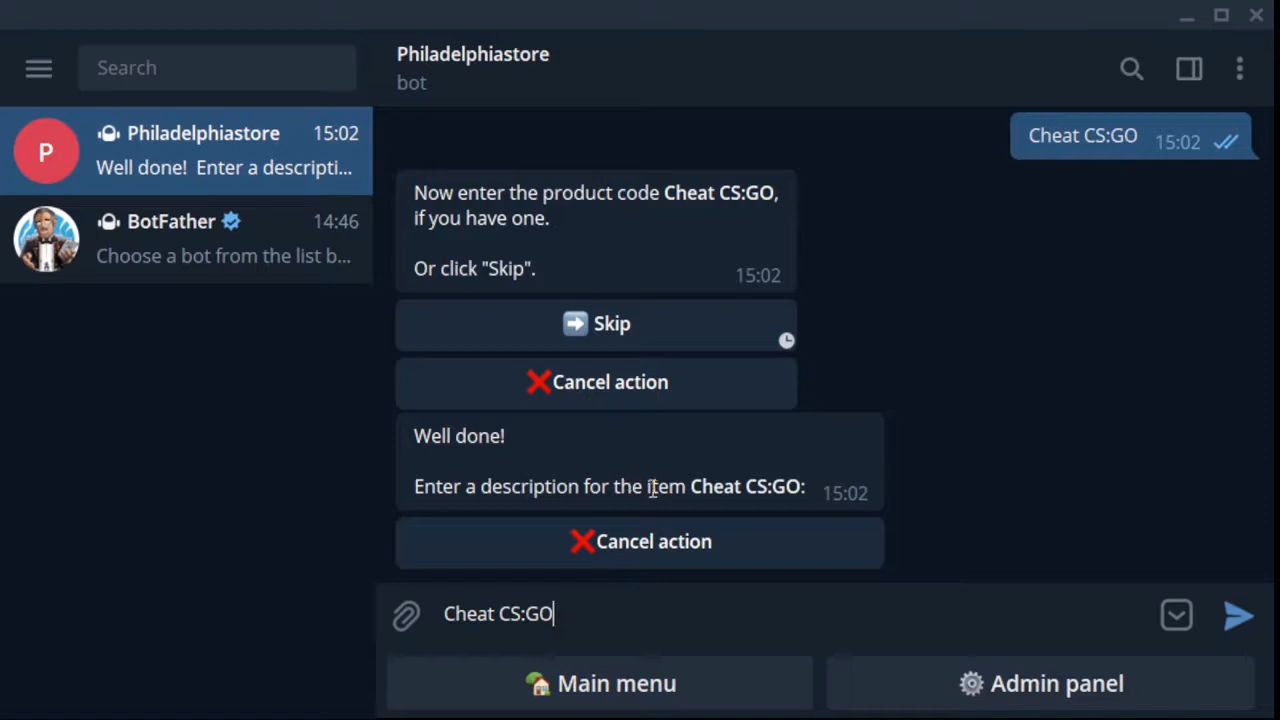 Search
Philadelphiastore
bot
P
Philadelphiastore 15:02
Well done! Enter a descripti...
BotFather 14:46
Choose a bot from the list b...
Cheat CS:GO 15:02
Now enter the product code Cheat CS:GO,
if you have one.
Or click "Skip". 15:02
Skip
Cancel action
Well done!
Enter a description for the item Cheat CS:GO: 15:02
Cancel action
Cheat CS:GO
Main menu
Admin panel